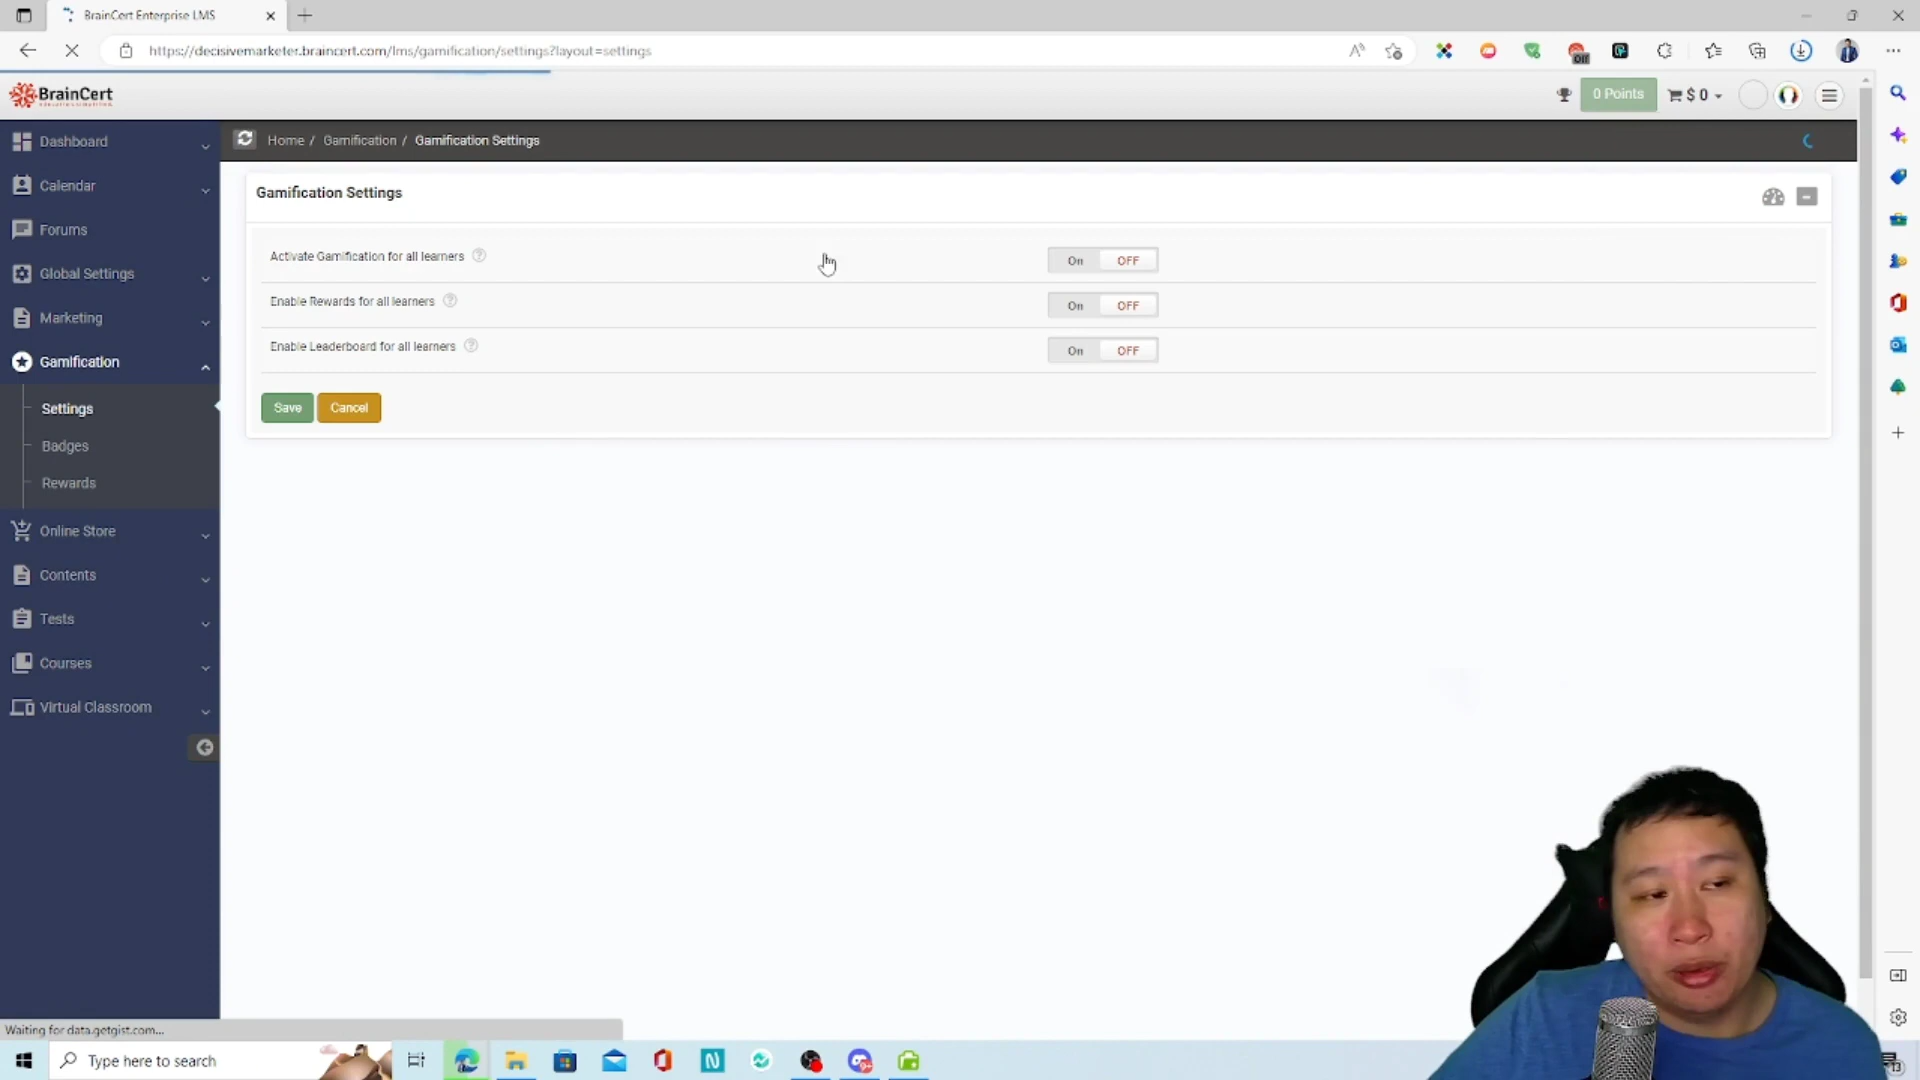 BrainCert Enterprise LMS
https://decisivemarketer.braincert.com/lms/gamification/settings?layout=settings
BrainCert
0 Points
$ 0
Dashboard
Home / Gamification / Gamification Settings
Calendar
Forums
Global Settings
Marketing
Gamification
Settings
Badges
Rewards
Online Store
Contents
Tests
Courses
Virtual Classroom
Gamification Settings
Activate Gamification for all learners
On OFF
Enable Rewards for all learners
On OFF
Enable Leaderboard for all learners
On OFF
Save Cancel
Waiting for data.getgist.com...
Type here to search